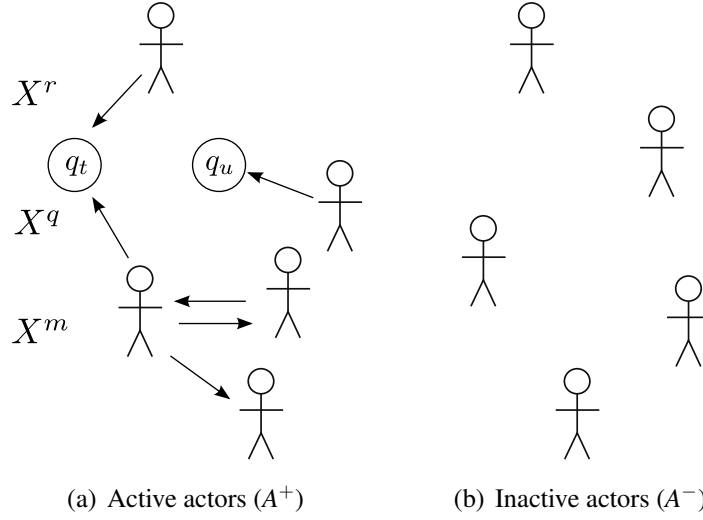 X^r
q_t
q_u
X^q
X^m
(a) Active actors (A^+)
(b) Inactive actors (A^−)